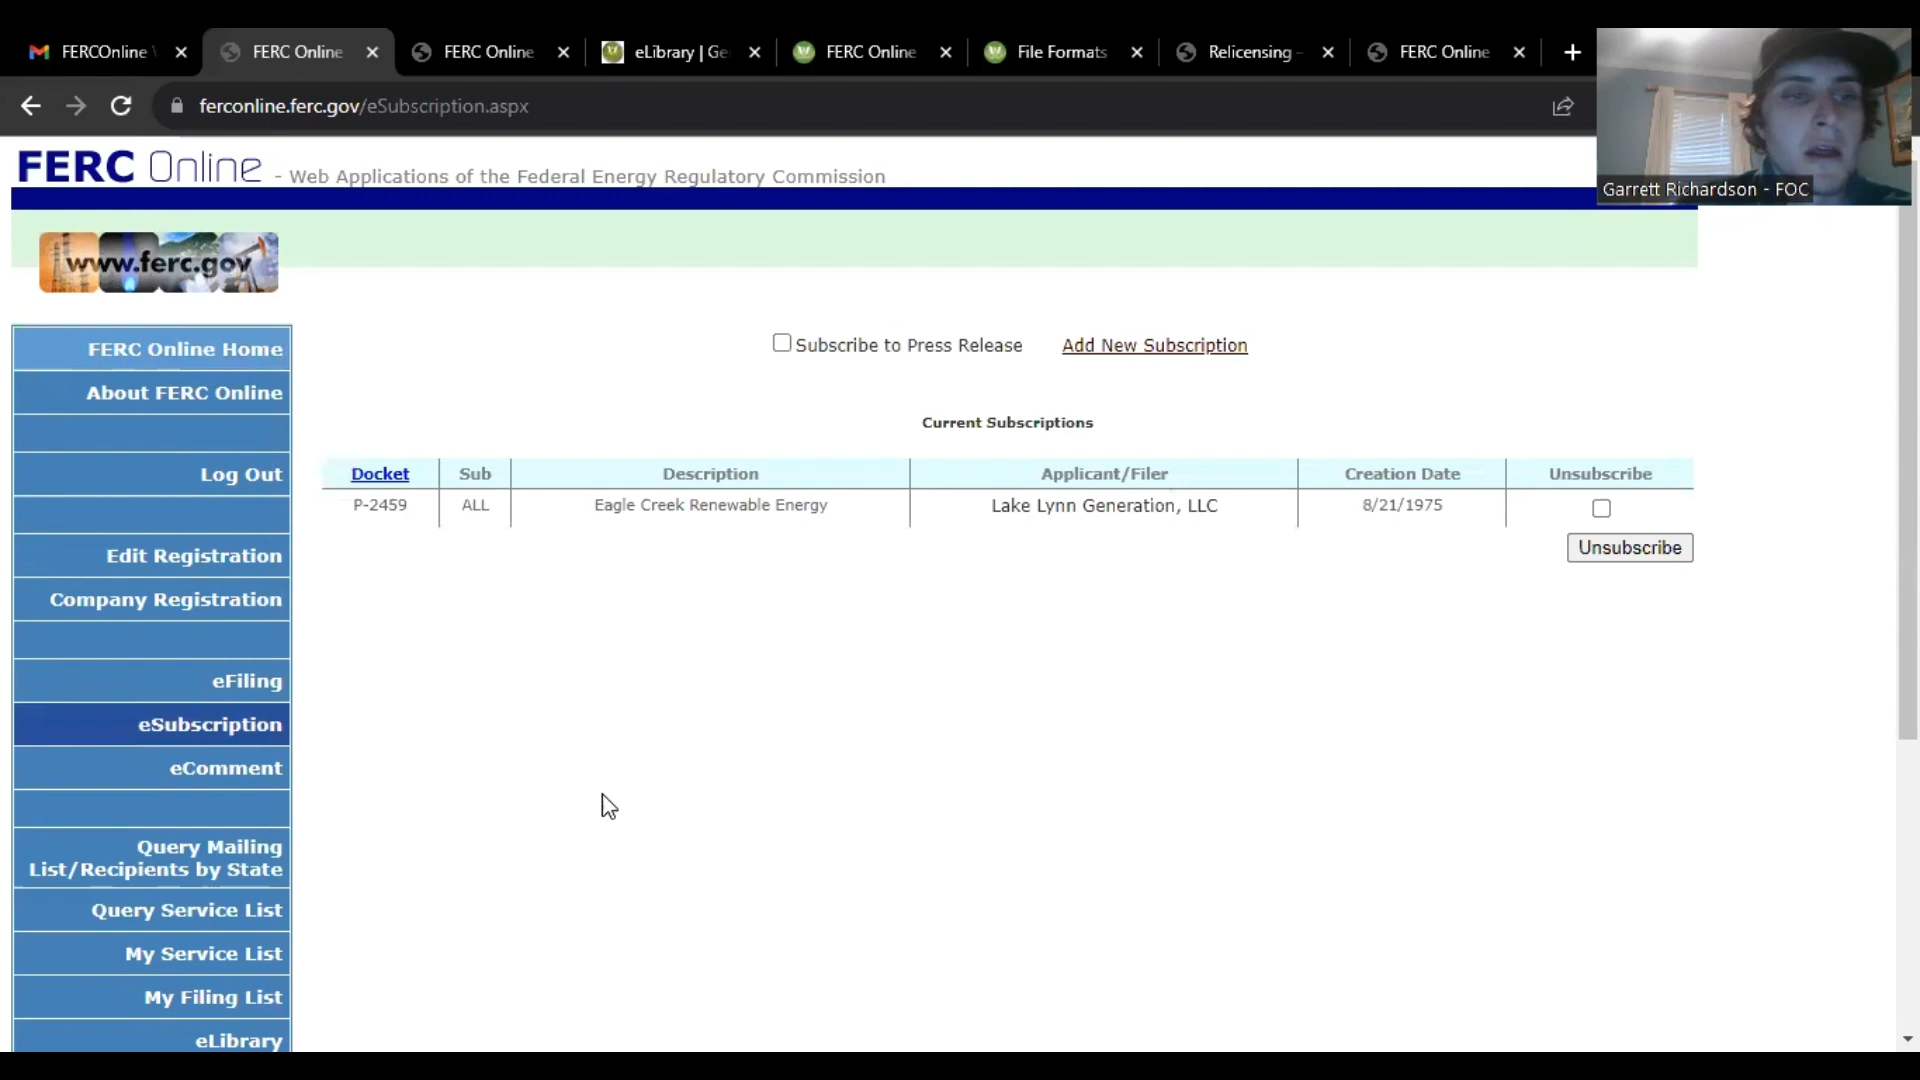 FERCOnline
FERC Online
FERC Online
eLibrary | Ge
FERC Online
File Formats
Relicensing -
FERC Online
ferconline.ferc.gov/eSubscription.aspx
Garrett Richardson - FOC
FERC Online - Web Applications of the Federal Energy Regulatory Commission
www.ferc.gov
FERC Online Home
About FERC Online
Log Out
Edit Registration
Company Registration
eFiling
eSubscription
eComment
Query Mailing
List/Recipients by State
Query Service List
My Service List
My Filing List
eLibrary
Subscribe to Press Release Add New Subscription
Current Subscriptions
Docket Sub Description Applicant/Filer Creation Date Unsubscribe
P-2459 ALL Eagle Creek Renewable Energy Lake Lynn Generation, LLC 8/21/1975
Unsubscribe